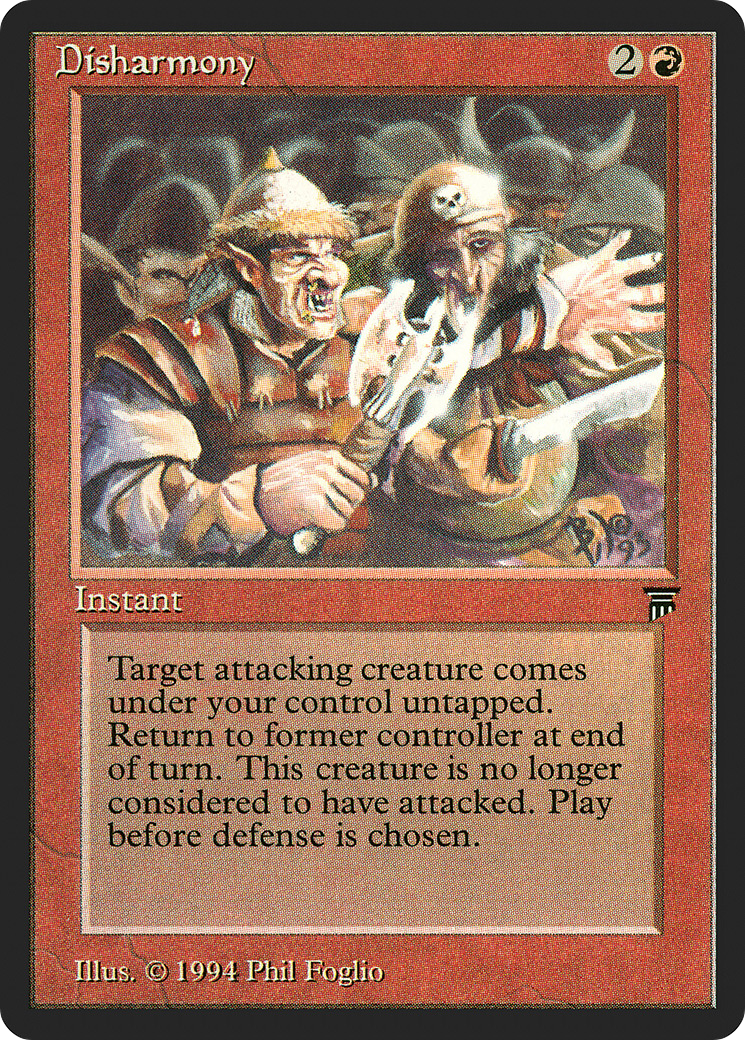 Disharmony
2
Instant
Target attacking creature comes
under your control untapped.
Return to former controller at end
of turn. This creature is no longer
considered to have attacked. Play
before defense is chosen.
Illus. © 1994 Phil Foglio